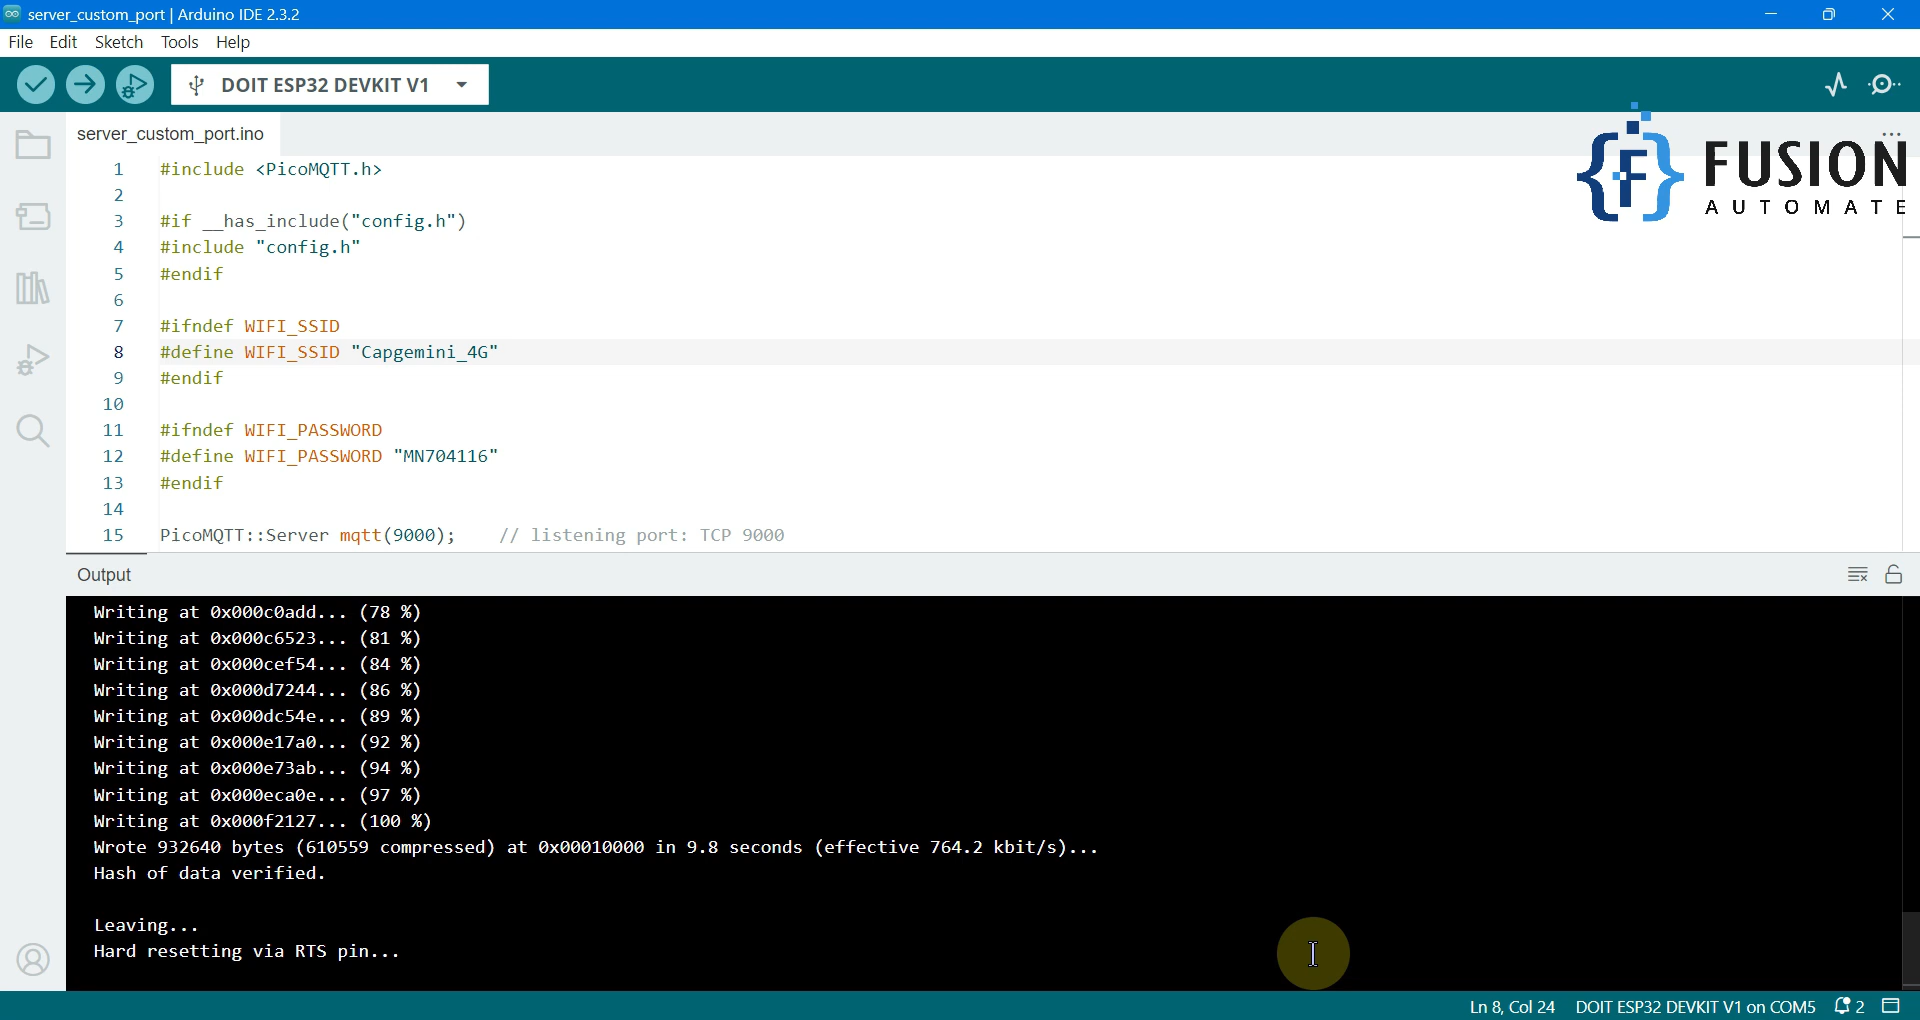 server_custom_port | Arduino IDE 2.3.2
File Edit Sketch Tools Help
DOIT ESP32 DEVKIT V1
server_custom_port.ino
...
{F} FUSION
AUTOMATE
1 #include <PicoMQTT.h>
2
3 #if __has_include("config.h")
4 #include "config.h"
5 #endif
6
7 #ifndef WIFI_SSID
8 #define WIFI_SSID "Capgemini_4G"
9 #endif
10
11 #ifndef WIFI_PASSWORD
12 #define WIFI_PASSWORD "MN704116"
13 #endif
14
15 PicoMQTT::Server mqtt(9000); // listening port: TCP 9000
Output
Writing at 0x000c0add... (78 %)
Writing at 0x000c6523... (81 %)
Writing at 0x000cef54... (84 %)
Writing at 0x000d7244... (86 %)
Writing at 0x000dc54e... (89 %)
Writing at 0x000e17a0... (92 %)
Writing at 0x000e73ab... (94 %)
Writing at 0x000eca0e... (97 %)
Writing at 0x000f2127... (100 %)
Wrote 932640 bytes (610559 compressed) at 0x00010000 in 9.8 seconds (effective 764.2 kbit/s)...
Hash of data verified.
Leaving...
Hard resetting via RTS pin...
Ln 8, Col 24 DOIT ESP32 DEVKIT V1 on COM5 2